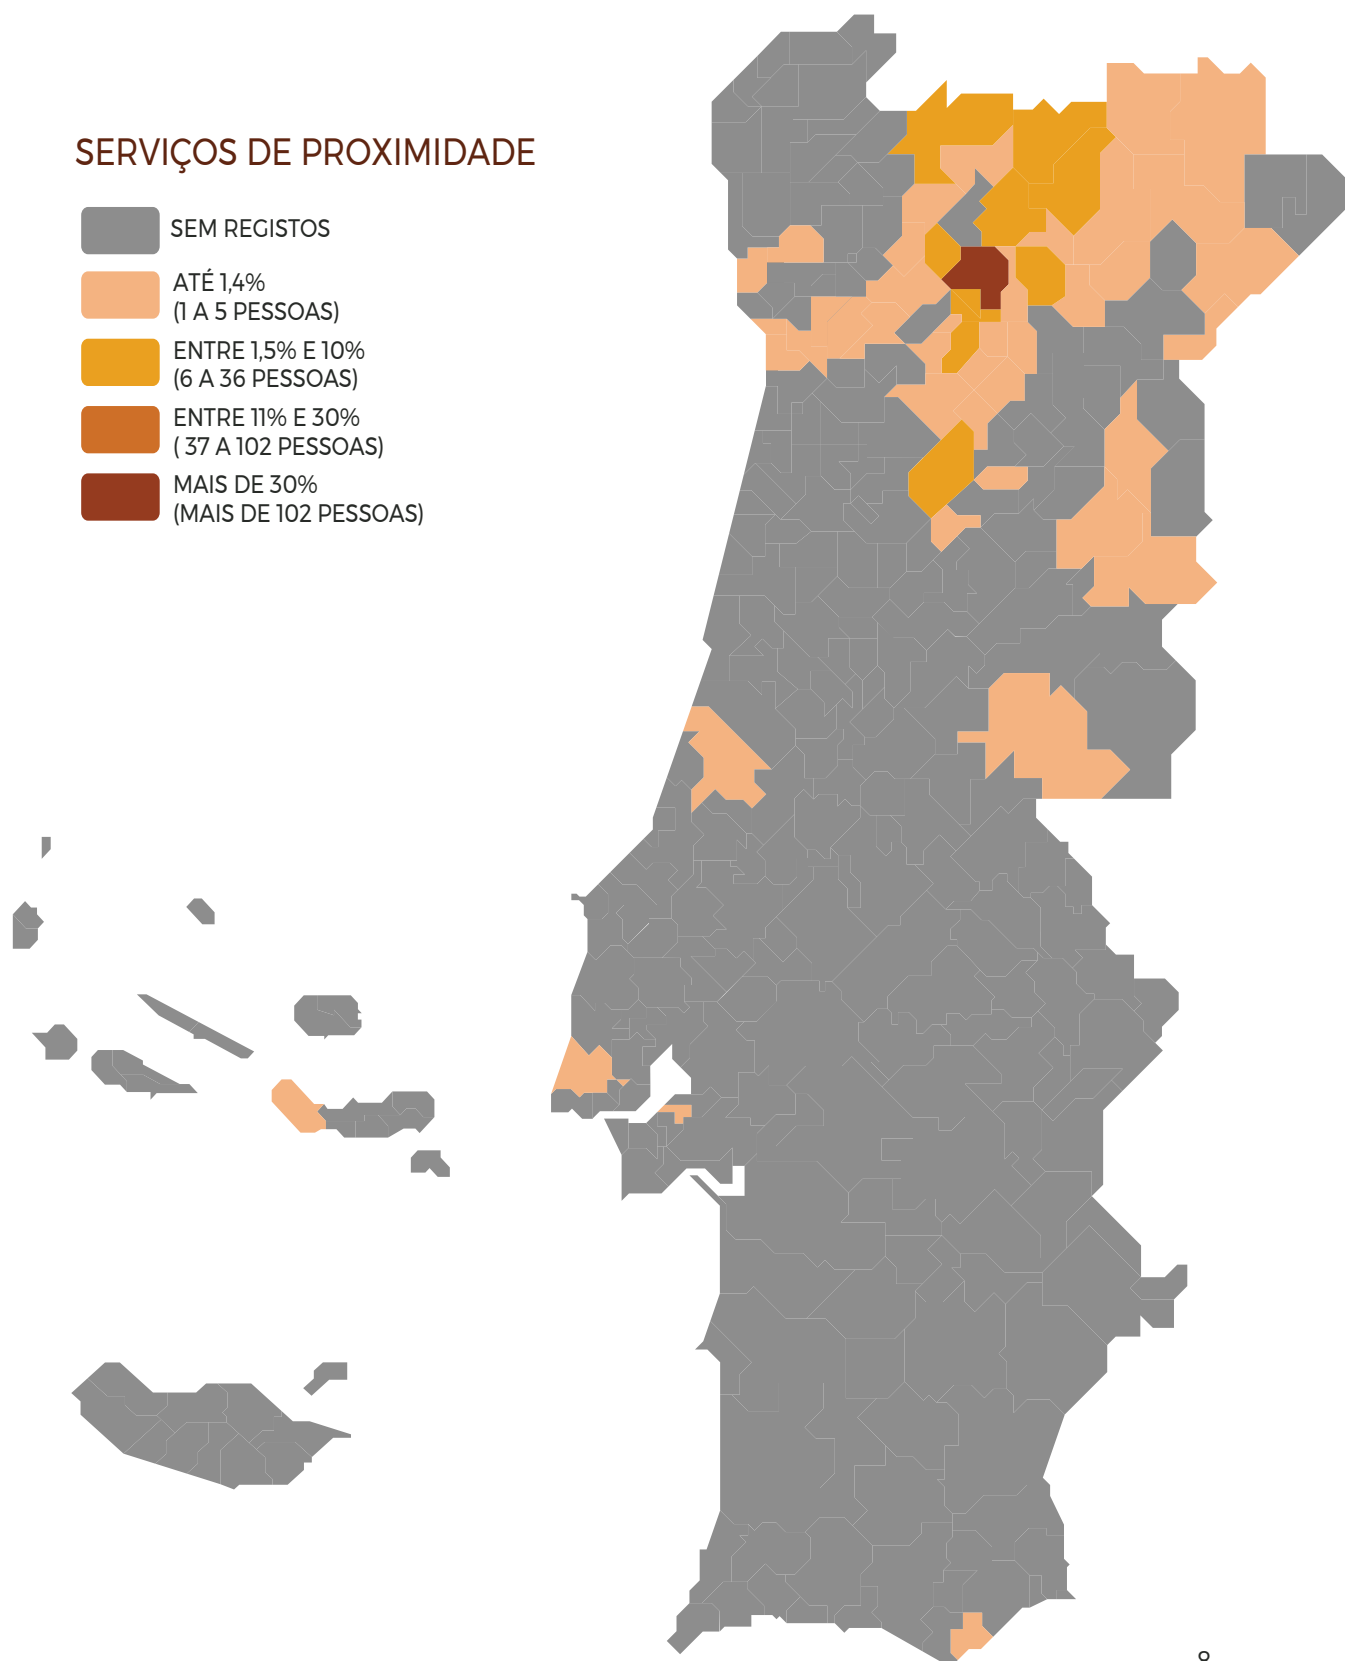 SERVIÇOS DE PROXIMIDADE
SEM REGISTOS
ATÉ 1,4%
(1 A 5 PESSOAS)
ENTRE 1,5% E 10%
(6 A 36 PESSOAS)
ENTRE 11% E 30%
( 37 A 102 PESSOAS)
MAIS DE 30%
(MAIS DE 102 PESSOAS)